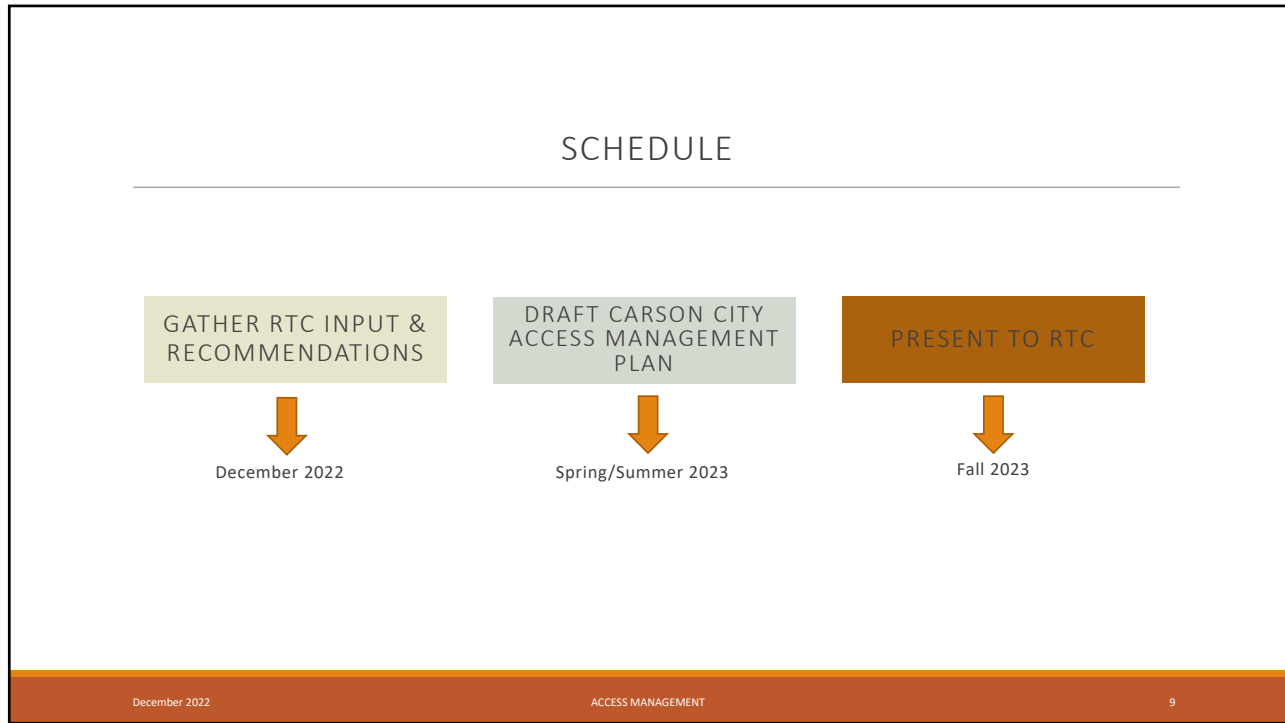 SCHEDULE
GATHER RTC INPUT &
RECOMMENDATIONS
December 2022
DRAFT CARSON CITY
ACCESS MANAGEMENT
PLAN
Spring/Summer 2023
PRESENT TO RTC
Fall 2023
December 2022
ACCESS MANAGEMENT
9